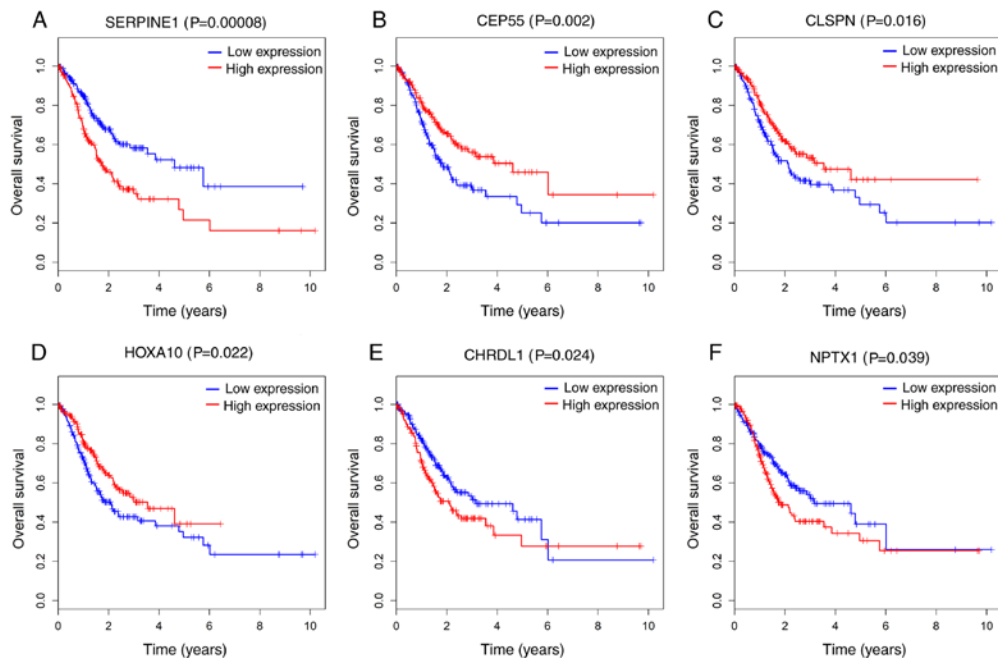 A SERPINE1 (P=0.00008)
Low expression
High expression
Overall survival
1.0
0.8
0.6
0.4
0.2
0.0
0 2 4 6 8 10
Time (years)
B CEP55 (P=0.002)
Low expression
High expression
Overall survival
1.0
0.8
0.6
0.4
0.2
0.0
0 2 4 6 8 10
Time (years)
C CLSPN (P=0.016)
Low expression
High expression
Overall survival
1.0
0.8
0.6
0.4
0.2
0.0
0 2 4 6 8 10
Time (years)
D HOXA10 (P=0.022)
Low expression
High expression
Overall survival
1.0
0.8
0.6
0.4
0.2
0.0
0 2 4 6 8 10
Time (years)
E CHRDL1 (P=0.024)
Low expression
High expression
Overall survival
1.0
0.8
0.6
0.4
0.2
0.0
0 2 4 6 8 10
Time (years)
F NPTX1 (P=0.039)
Low expression
High expression
Overall survival
1.0
0.8
0.6
0.4
0.2
0.0
0 2 4 6 8 10
Time (years)